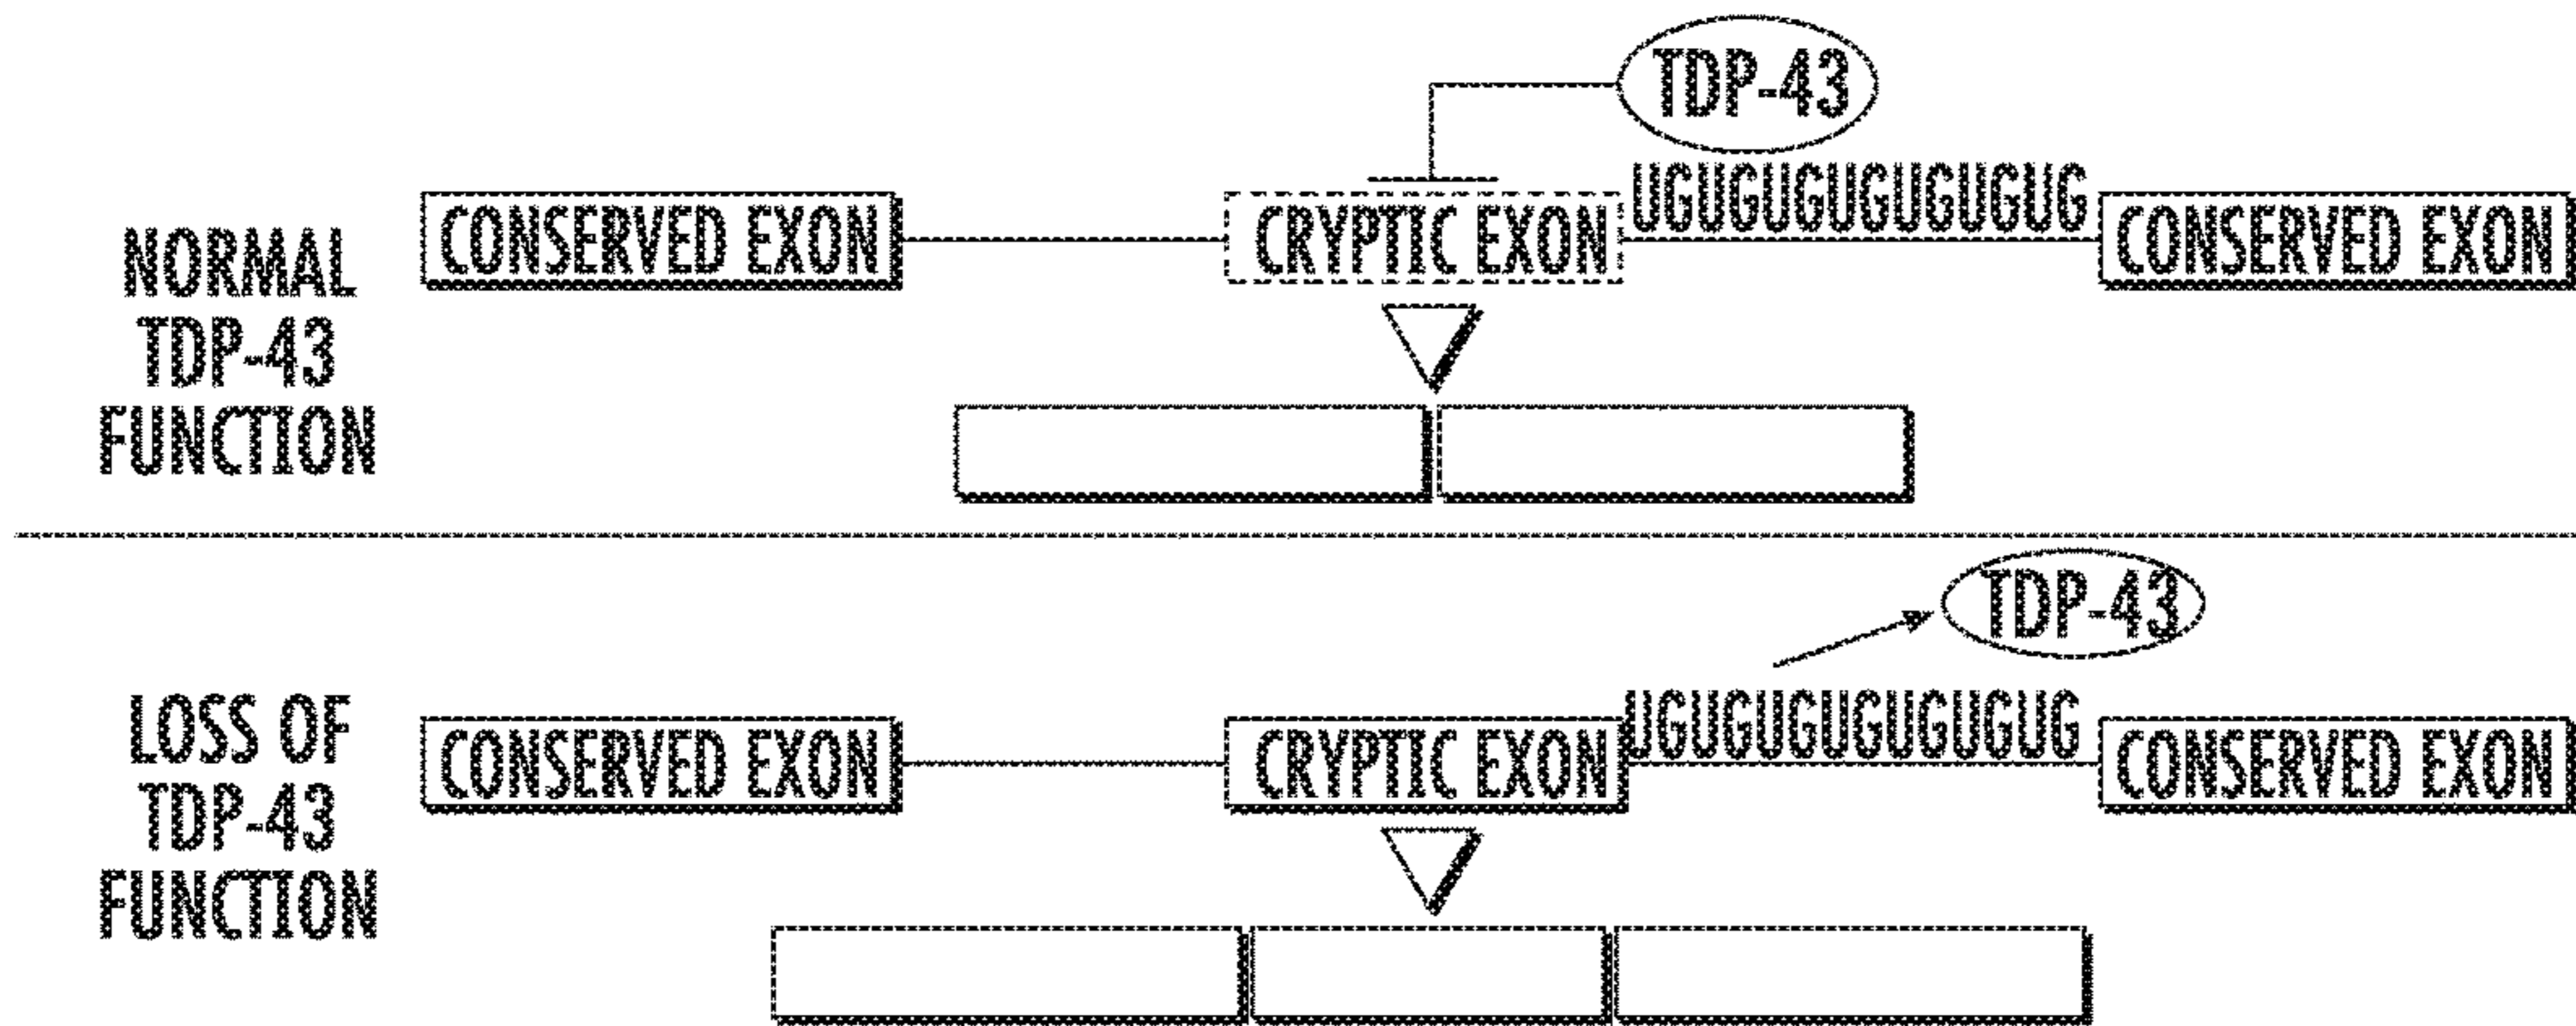 TDP-43
UGUGUGUGUGUGUG
NORMAL
TDP-43
FUNCTION
CONSERVED EXON
CRYPTIC EXON
CONSERVED EXON
TDP-43
UGUGUGUGUGUGUG
LOSS OF
TDP-43
FUNCTION
CONSERVED EXON
CRYPTIC EXON
CONSERVED EXON